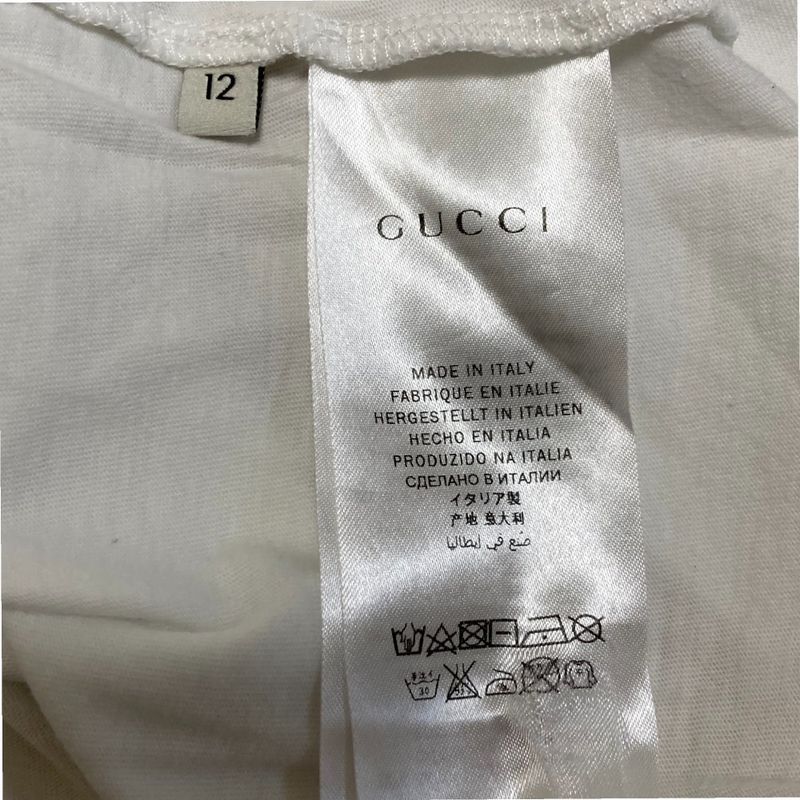 12
GUCCI
MADE IN ITALY
FABRIQUE EN ITALIE
HERGESTELLT IN ITALIEN
HECHO EN ITALIA
PRODUZIDO NA ITALIA
СДЕЛАНО В ИТАЛИИ
イタリア製
产地 意大利
صنع في إيطاليا
30